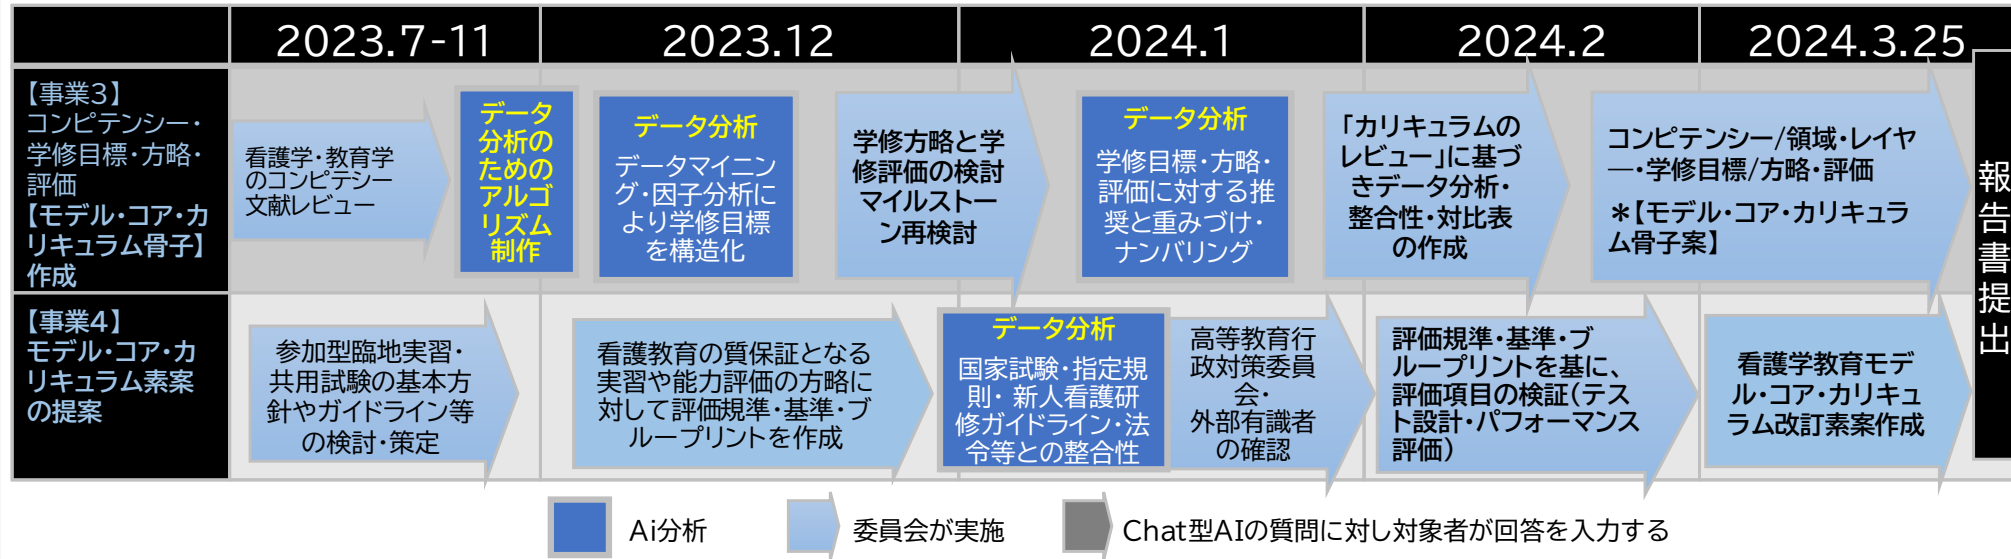 2023.7-11
2023.12
2024.1
2024.2
2024.3.25
【事業3】
コンピテンシー・
学修目標・方略・
評価
【モデル・コア・カ
リキュラム骨子】
作成
看護学・教育学
のコンピテシー
文献レビュー
データ
分析の
ための
アルゴ
リズム
制作
データ分析
データマイニン
グ・因子分析に
より学修目標
を構造化
学修方略と学
修評価の検討
マイルストー
ン再検討
データ分析
学修目標・方略・
評価に対する推
奨と重みづけ・
ナンバリング
「カリキュラムの
レビュー」に基づ
きデータ分析・
整合性・対比表
の作成
コンピテンシー/領域・レイヤ
―・学修目標/方略・評価
＊【モデル・コア・カリキュラ
ム骨子案】
報告書提出
【事業4】
モデル・コア・カ
リキュラム素案
の提案
参加型臨地実習・
共用試験の基本方
針やガイドライン等
の検討・策定
看護教育の質保証となる
実習や能力評価の方略に
対して評価規準・基準・ブ
ループリントを作成
データ分析
国家試験・指定規
則・ 新人看護研
修ガイドライン・法
令等との整合性
高等教育行
政対策委員
会・
外部有識者
の確認
評価規準・基準・ブ
ループリントを基に、
評価項目の検証(テス
ト設計・パフォーマンス
評価)
看護学教育モデ
ル・コア・カリキュ
ラム改訂素案作成
Ai分析
委員会が実施
Chat型AIの質問に対し対象者が回答を入力する